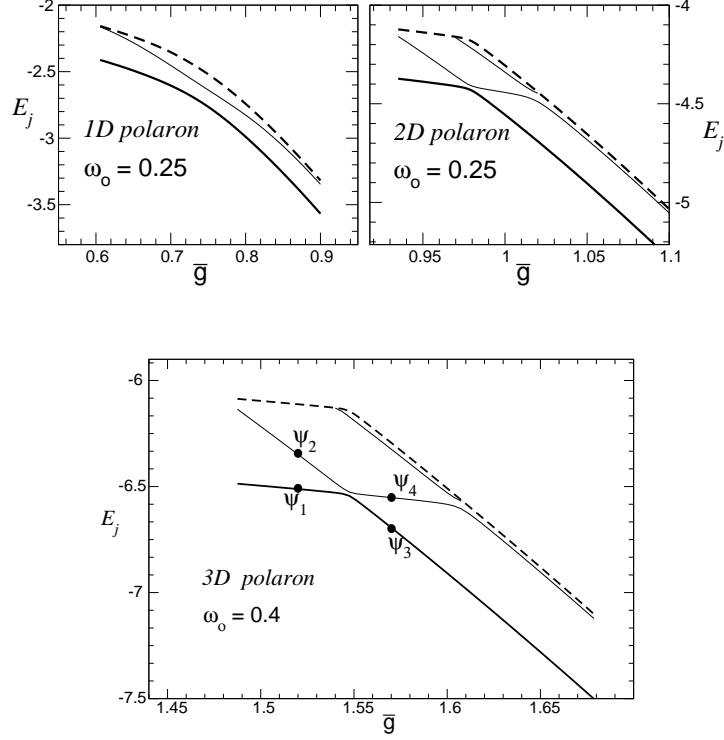 -2
-2.5
-3
-3.5
E_j
1D polaron
ω_o = 0.25
0.6 0.7 0.8 0.9
g̅
-4
-4.5
-5
E_j
2D polaron
ω_o = 0.25
0.95 1 1.05 1.1
g̅
-6
-6.5
-7
-7.5
E_j
ψ_2
ψ_1
ψ_4
ψ_3
3D polaron
ω_o = 0.4
1.45 1.5 1.55 1.6 1.65
g̅